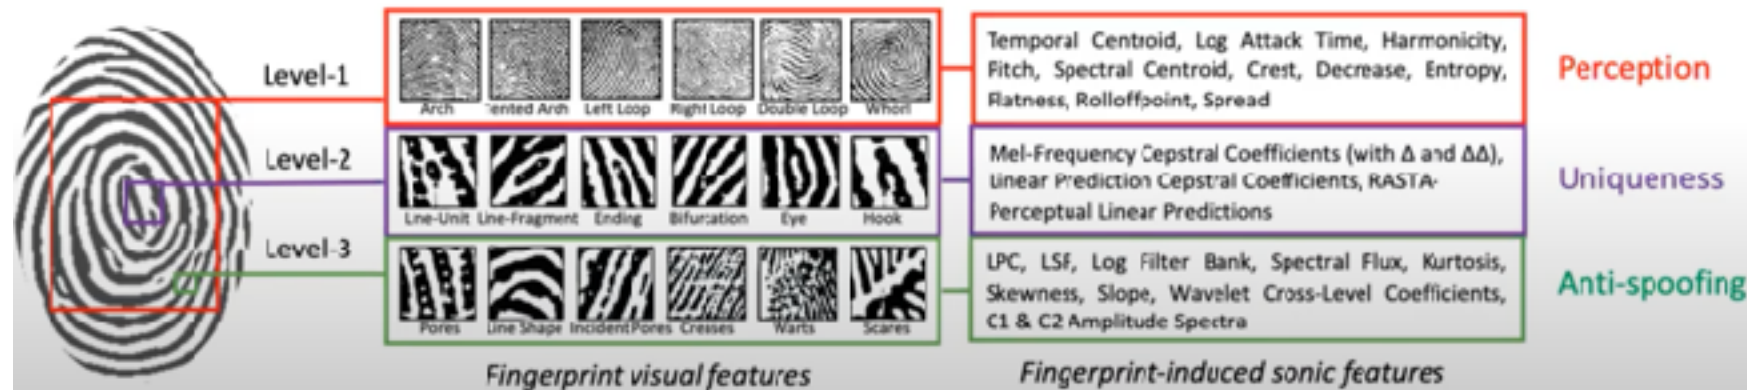 Level-1
Arch Tented Arch Left Loop Right Loop Double Loop Whorl
Temporal Centroid, Log Attack Time, Harmonicity,
Pitch, Spectral Centroid, Crest, Decrease, Entropy,
Flatness, Rolloffpoint, Spread
Perception
Level-2
Line-Unit Line-Fragment Ending Bifurcation Eye Hook
Mel-Frequency Cepstral Coefficients (with Δ and ΔΔ),
Linear Prediction Cepstral Coefficients, RASTA-
Perceptual Linear Predictions
Uniqueness
Level-3
Pores Line Shape Incident Pores Creases Warts Scares
LPC, LSF, Log Filter Bank, Spectral Flux, Kurtosis,
Skewness, Slope, Wavelet Cross-Level Coefficients,
C1 & C2 Amplitude Spectra
Anti-spoofing
Fingerprint visual features
Fingerprint-induced sonic features